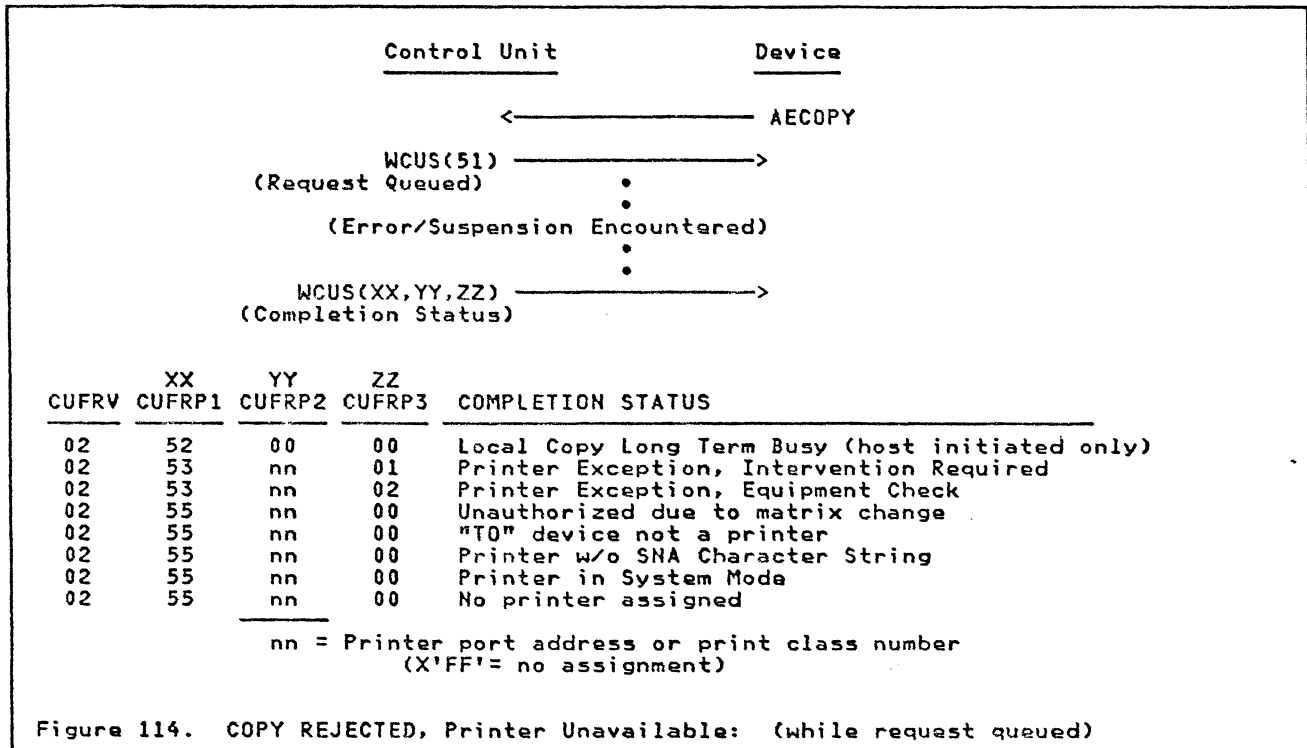 Control Unit Device
AECOPY
WCUS(51)
(Request Queued)
(Error/Suspension Encountered)
WCUS(XX,YY,ZZ)
(Completion Status)
XX YY ZZ
CUFRV CUFRP1 CUFRP2 CUFRP3 COMPLETION STATUS
02 52 00 00 Local Copy Long Term Busy (host initiated only)
02 53 nn 01 Printer Exception, Intervention Required
02 53 nn 02 Printer Exception, Equipment Check
02 55 nn 00 Unauthorized due to matrix change
02 55 nn 00 "TO" device not a printer
02 55 nn 00 Printer w/o SNA Character String
02 55 nn 00 Printer in System Mode
02 55 nn 00 No printer assigned
nn = Printer port address or print class number
(X'FF'= no assignment)
Figure 114. COPY REJECTED, Printer Unavailable: (while request queued)